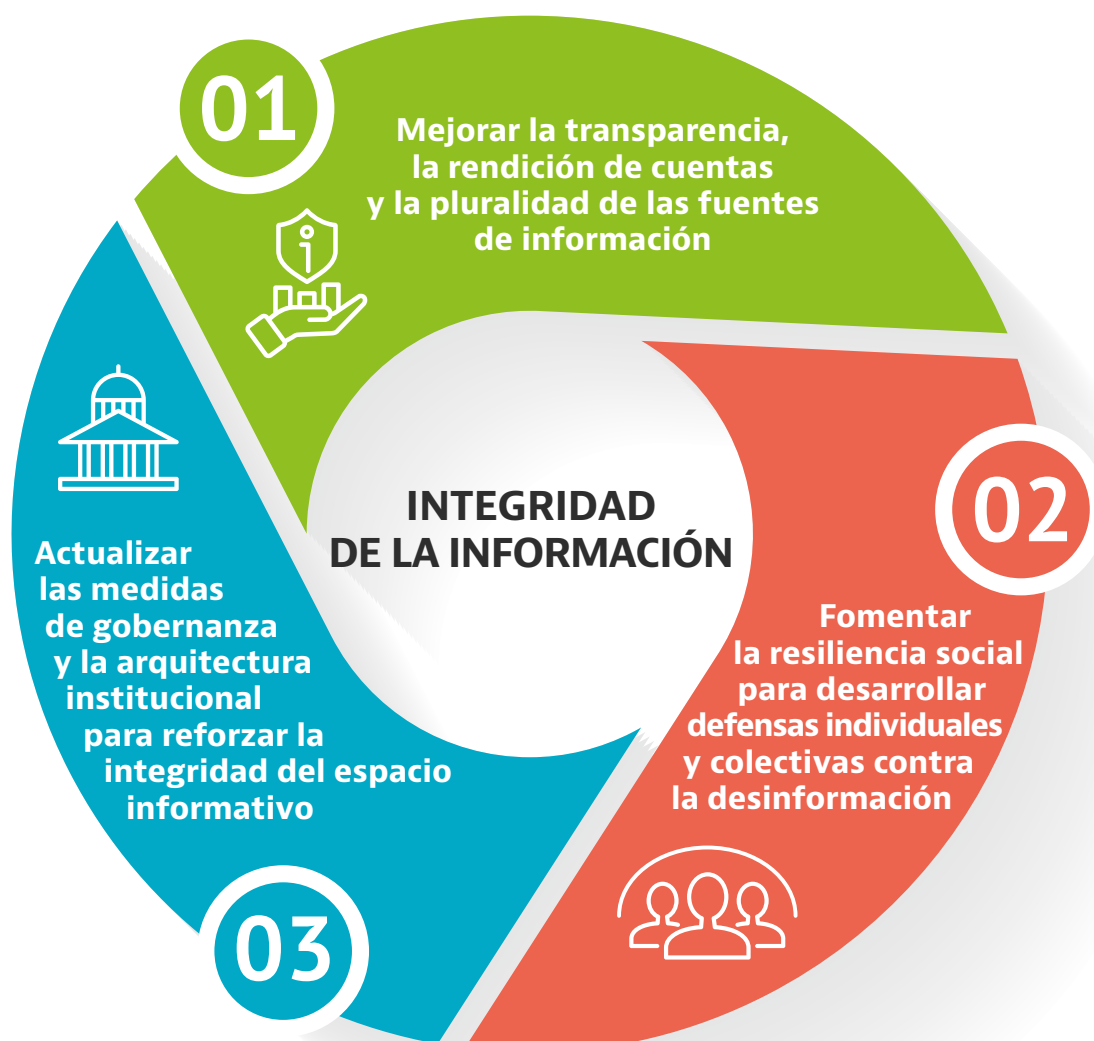 01
Mejorar la transparencia,
la rendición de cuentas
y la pluralidad de las fuentes
de información
INTEGRIDAD
DE LA INFORMACIÓN
02
Fomentar
la resiliencia social
para desarrollar
defensas individuales
y colectivas contra
la desinformación
Actualizar
las medidas
de gobernanza
y la arquitectura
institucional
para reforzar la
integridad del espacio
informativo
03